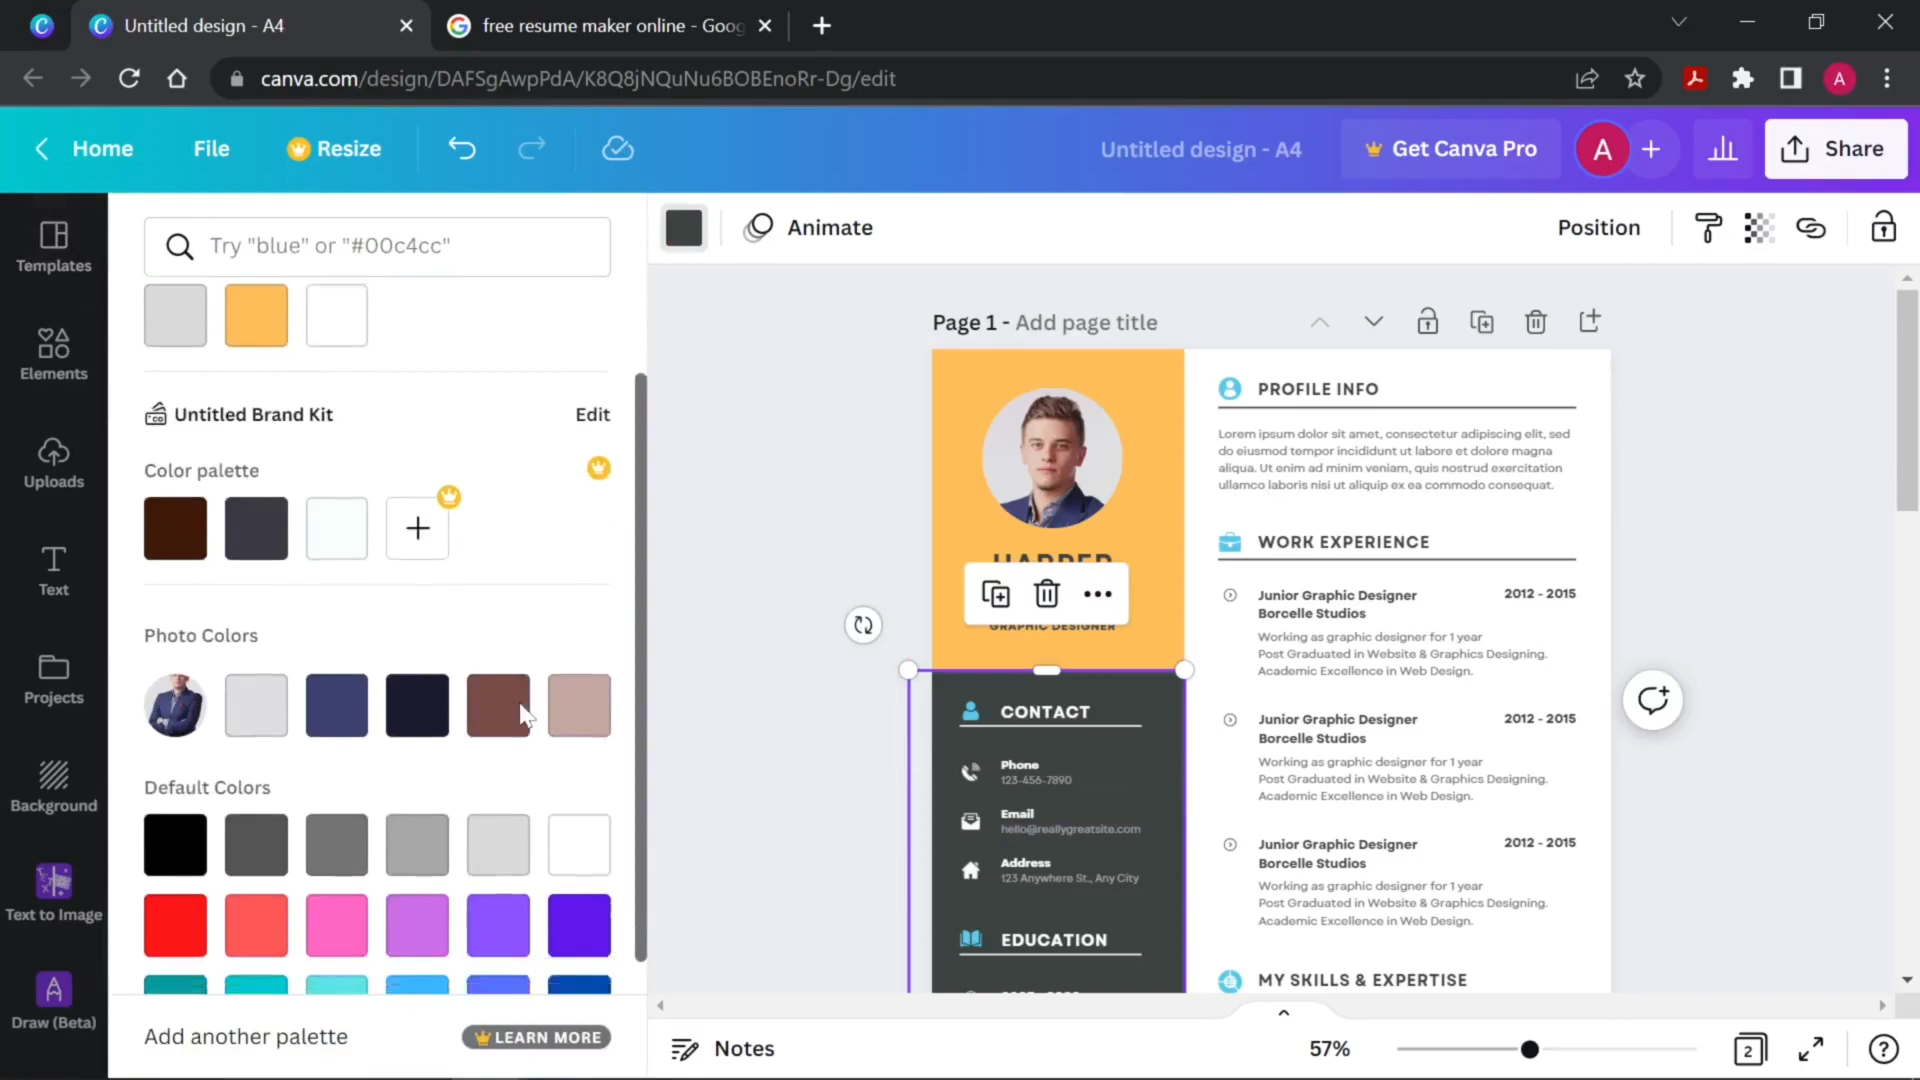 Untitled design - A4
free resume maker online - Goog
canva.com/design/DAFSgAwpPdA/K8Q8jNQuNu6BOBEnoRr-Dg/edit
A
Home
File
Resize
Untitled design - A4
Get Canva Pro
A
Share
Templates
Elements
Uploads
Text
Projects
Background
Text to Image
Draw (Beta)
Try "blue" or "#00c4cc"
Untitled Brand Kit
Edit
Color palette
Photo Colors
Default Colors
Add another palette
LEARN MORE
Animate
Position
Page 1 - Add page title
HARPER
GRAPHIC DESIGNER
CONTACT
Phone
123-456-7890
Email
hello@reallygreatsite.com
Address
123 Anywhere St., Any City
EDUCATION
PROFILE INFO
Lorem ipsum dolor sit amet, consectetur adipiscing elit, sed
do eiusmod tempor incididunt ut labore et dolore magna
aliqua. Ut enim ad minim veniam, quis nostrud exercitation
ullamco laboris nisi ut aliquip ex ea commodo consequat.
WORK EXPERIENCE
Junior Graphic Designer 2012 - 2015
Borcelle Studios
Working as graphic designer for 1 year
Post Graduated in Website & Graphics Designing.
Academic Excellence in Web Design.
Junior Graphic Designer 2012 - 2015
Borcelle Studios
Working as graphic designer for 1 year
Post Graduated in Website & Graphics Designing.
Academic Excellence in Web Design.
Junior Graphic Designer 2012 - 2015
Borcelle Studios
Working as graphic designer for 1 year
Post Graduated in Website & Graphics Designing.
Academic Excellence in Web Design.
MY SKILLS & EXPERTISE
Notes
57%
2